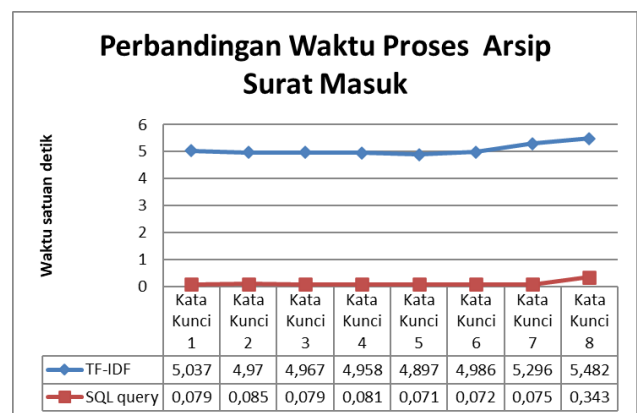 Perbandingan Waktu Proses Arsip
Surat Masuk
Waktu satuan detik
6
5
4
3
2
1
0
Kata Kunci 1
Kata Kunci 2
Kata Kunci 3
Kata Kunci 4
Kata Kunci 5
Kata Kunci 6
Kata Kunci 7
Kata Kunci 8
TF-IDF 5,037 4,97 4,967 4,958 4,897 4,986 5,296 5,482
SQL query 0,079 0,085 0,079 0,081 0,071 0,072 0,075 0,343